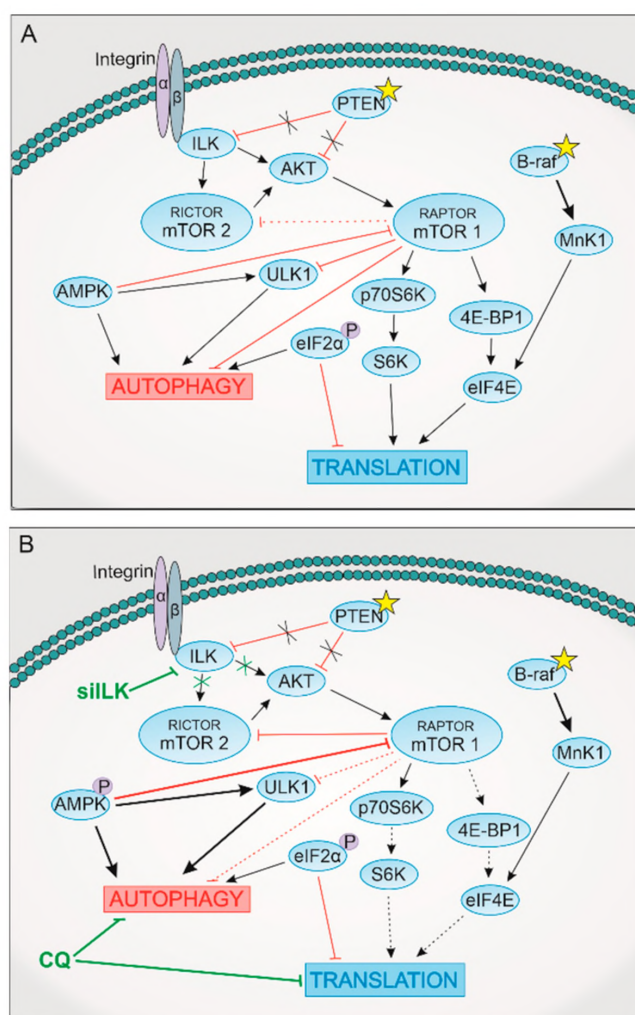 A
Integrin
α
β
PTEN
ILK
AKT
B-raf
RICTOR
mTOR 2
RAPTOR
mTOR 1
MnK1
AMPK
ULK1
p70S6K
4E-BP1
eIF2α
P
S6K
eIF4E
AUTOPHAGY
TRANSLATION
B
Integrin
α
β
PTEN
ILK
siILK
AKT
B-raf
RICTOR
mTOR 2
RAPTOR
mTOR 1
MnK1
P
AMPK
ULK1
p70S6K
4E-BP1
eIF2α
P
S6K
eIF4E
AUTOPHAGY
CQ
TRANSLATION